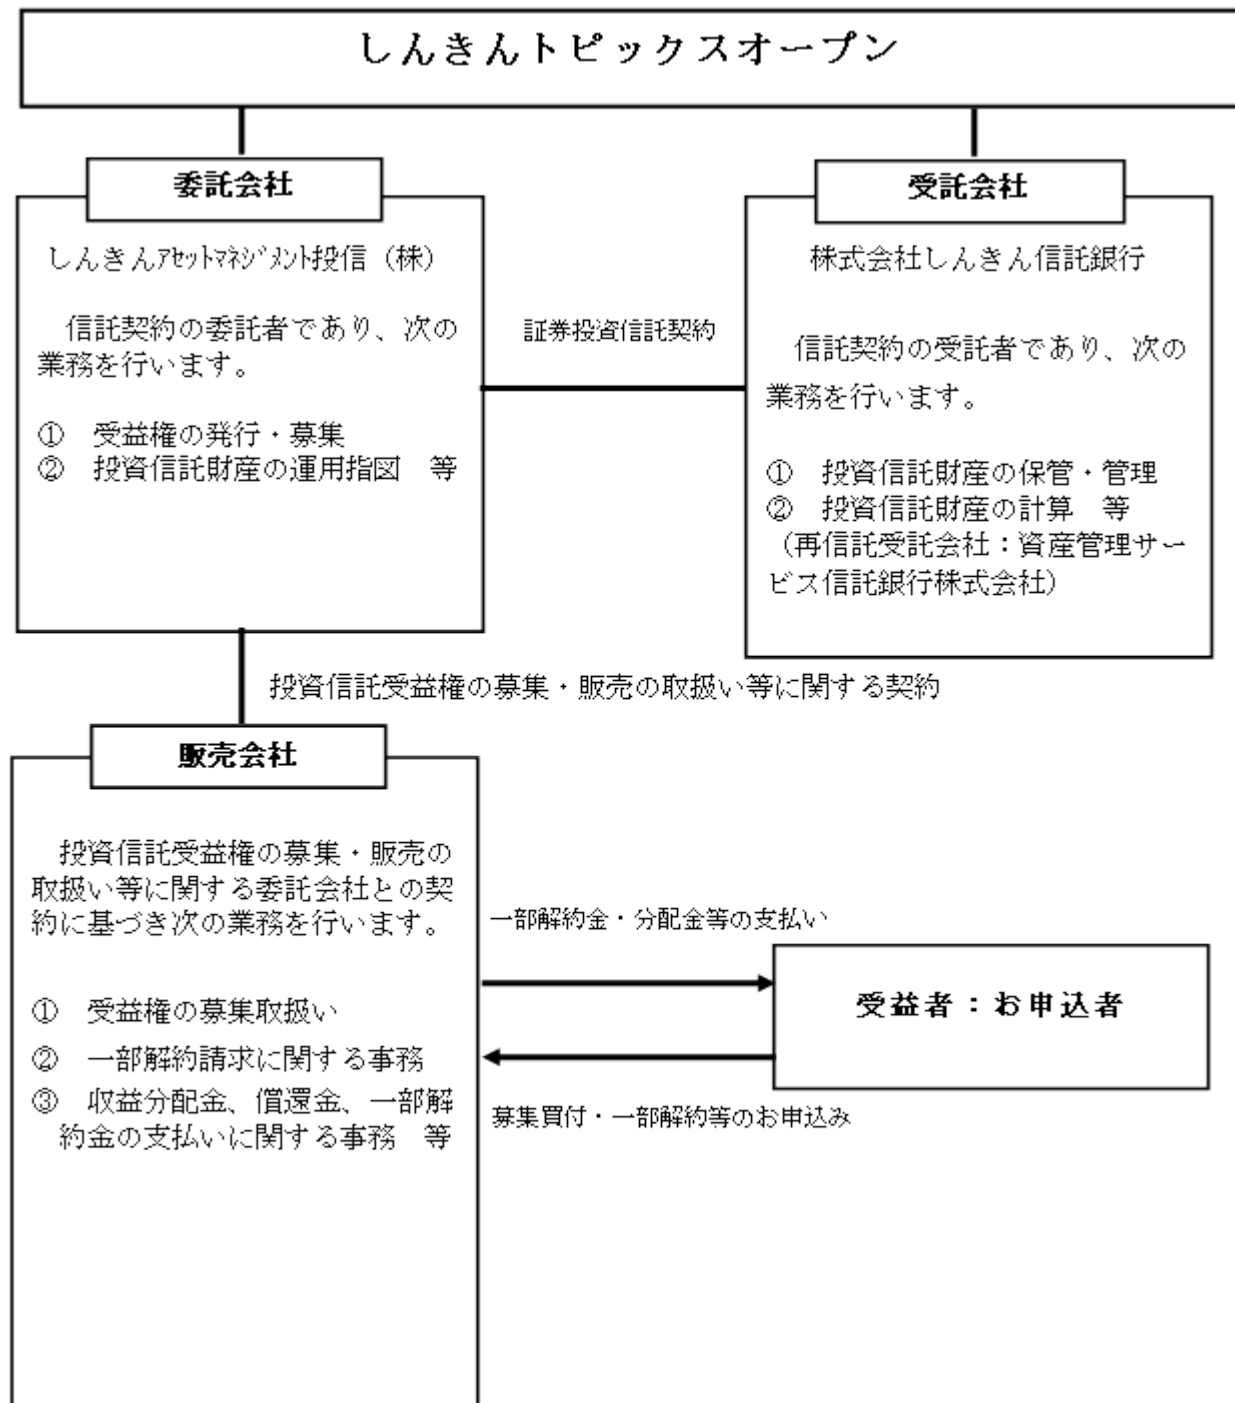 しんきんトピックスオープン
委託会社
しんきんｱｾｯﾄﾏﾈｼﾞﾒﾝﾄ投信（株）
信託契約の委託者であり、次の
業務を行います。
① 受益権の発行・募集
② 投資信託財産の運用指図　等
証券投資信託契約
受託会社
株式会社しんきん信託銀行
信託契約の受託者であり、次の
業務を行います。
① 投資信託財産の保管・管理
② 投資信託財産の計算　等
（再信託受託会社：資産管理サー
ビス信託銀行株式会社）
投資信託受益権の募集・販売の取扱い等に関する契約
販売会社
投資信託受益権の募集・販売の
取扱い等に関する委託会社との契
約に基づき次の業務を行います。
① 受益権の募集取扱い
② 一部解約請求に関する事務
③ 収益分配金、償還金、一部解
約金の支払いに関する事務　等
一部解約金・分配金等の支払い
受益者：お申込者
募集買付・一部解約等のお申込み